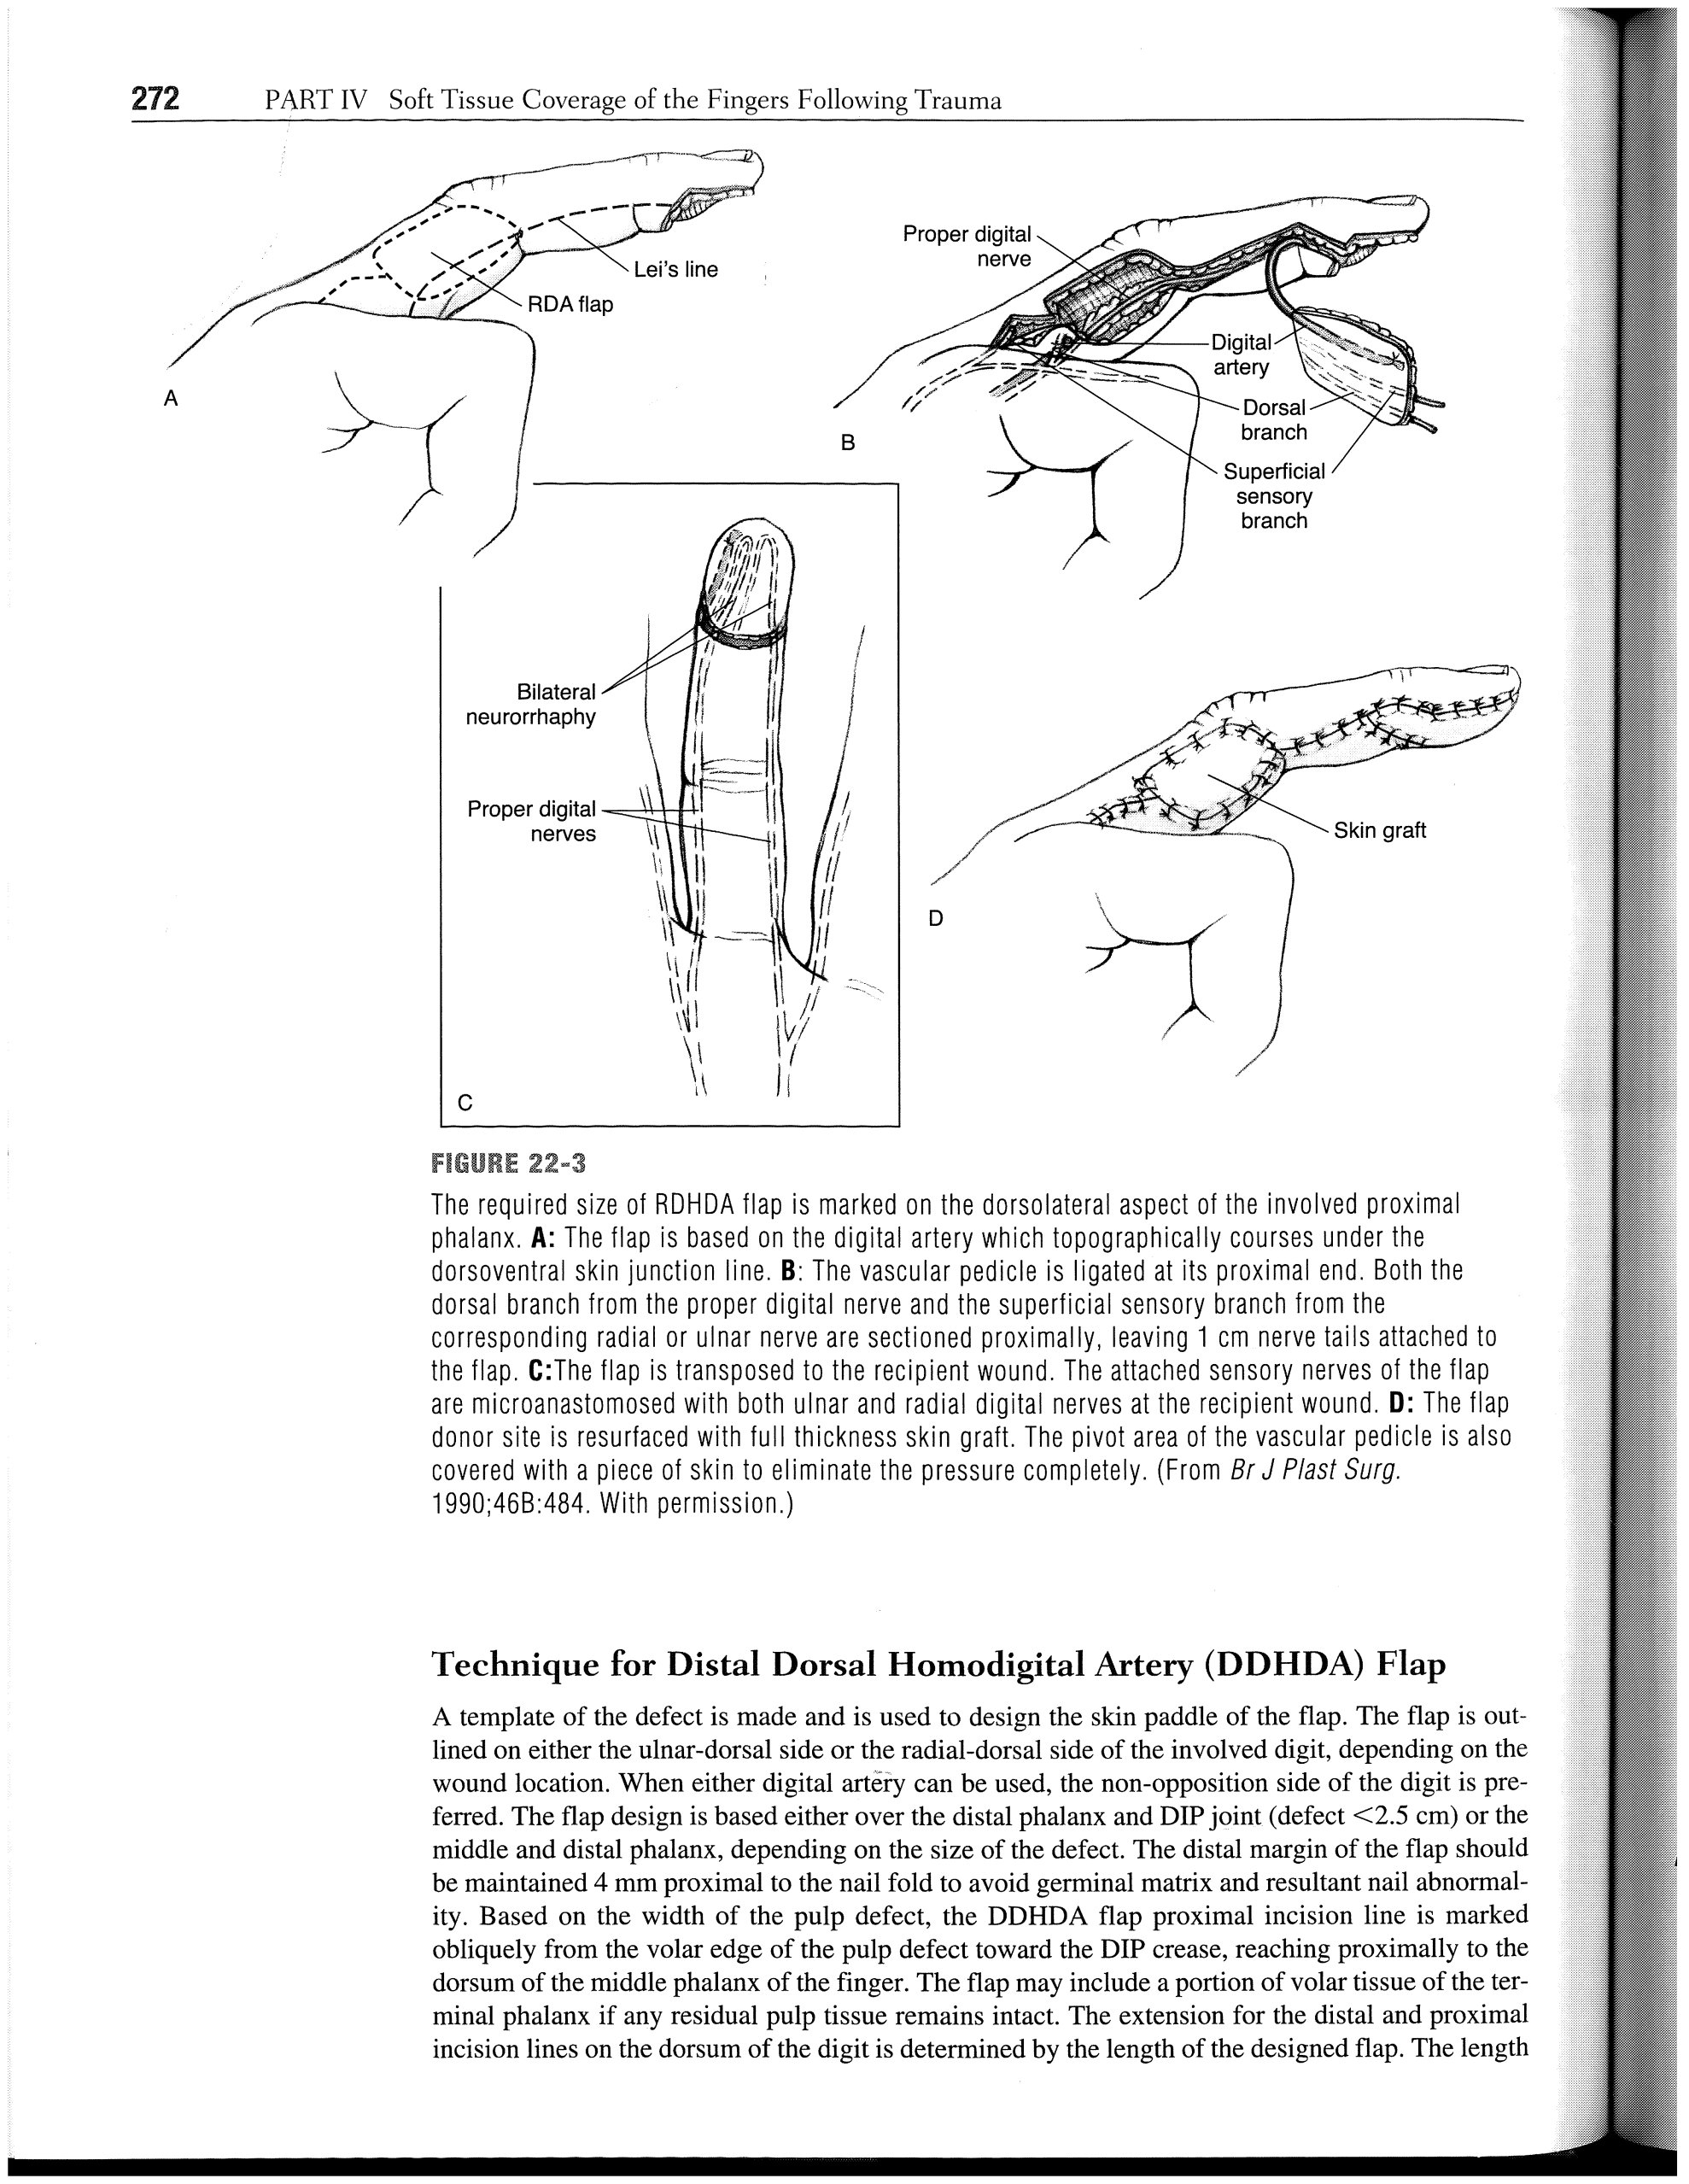 272 PART IV Soft Tissue Coverage of the Fingers Following Trauma
Lei's line
RDA flap
A
Proper digital
nerve
Digital
artery
Dorsal
branch
Superficial
sensory
branch
B
Bilateral
neurorrhaphy
Proper digital
nerves
C
Skin graft
D
FIGURE 22-3
The required size of RDHDA flap is marked on the dorsolateral aspect of the involved proximal
phalanx. A: The flap is based on the digital artery which topographically courses under the
dorsoventral skin junction line. B: The vascular pedicle is ligated at its proximal end. Both the
dorsal branch from the proper digital nerve and the superficial sensory branch from the
corresponding radial or ulnar nerve are sectioned proximally, leaving 1 cm nerve tails attached to
the flap. C:The flap is transposed to the recipient wound. The attached sensory nerves of the flap
are microanastomosed with both ulnar and radial digital nerves at the recipient wound. D: The flap
donor site is resurfaced with full thickness skin graft. The pivot area of the vascular pedicle is also
covered with a piece of skin to eliminate the pressure completely. (From Br J Plast Surg.
1990;46B:484. With permission.)
Technique for Distal Dorsal Homodigital Artery (DDHDA) Flap
A template of the defect is made and is used to design the skin paddle of the flap. The flap is out-
lined on either the ulnar-dorsal side or the radial-dorsal side of the involved digit, depending on the
wound location. When either digital artery can be used, the non-opposition side of the digit is pre-
ferred. The flap design is based either over the distal phalanx and DIP joint (defect <2.5 cm) or the
middle and distal phalanx, depending on the size of the defect. The distal margin of the flap should
be maintained 4 mm proximal to the nail fold to avoid germinal matrix and resultant nail abnormal-
ity. Based on the width of the pulp defect, the DDHDA flap proximal incision line is marked
obliquely from the volar edge of the pulp defect toward the DIP crease, reaching proximally to the
dorsum of the middle phalanx of the finger. The flap may include a portion of volar tissue of the ter-
minal phalanx if any residual pulp tissue remains intact. The extension for the distal and proximal
incision lines on the dorsum of the digit is determined by the length of the designed flap. The length